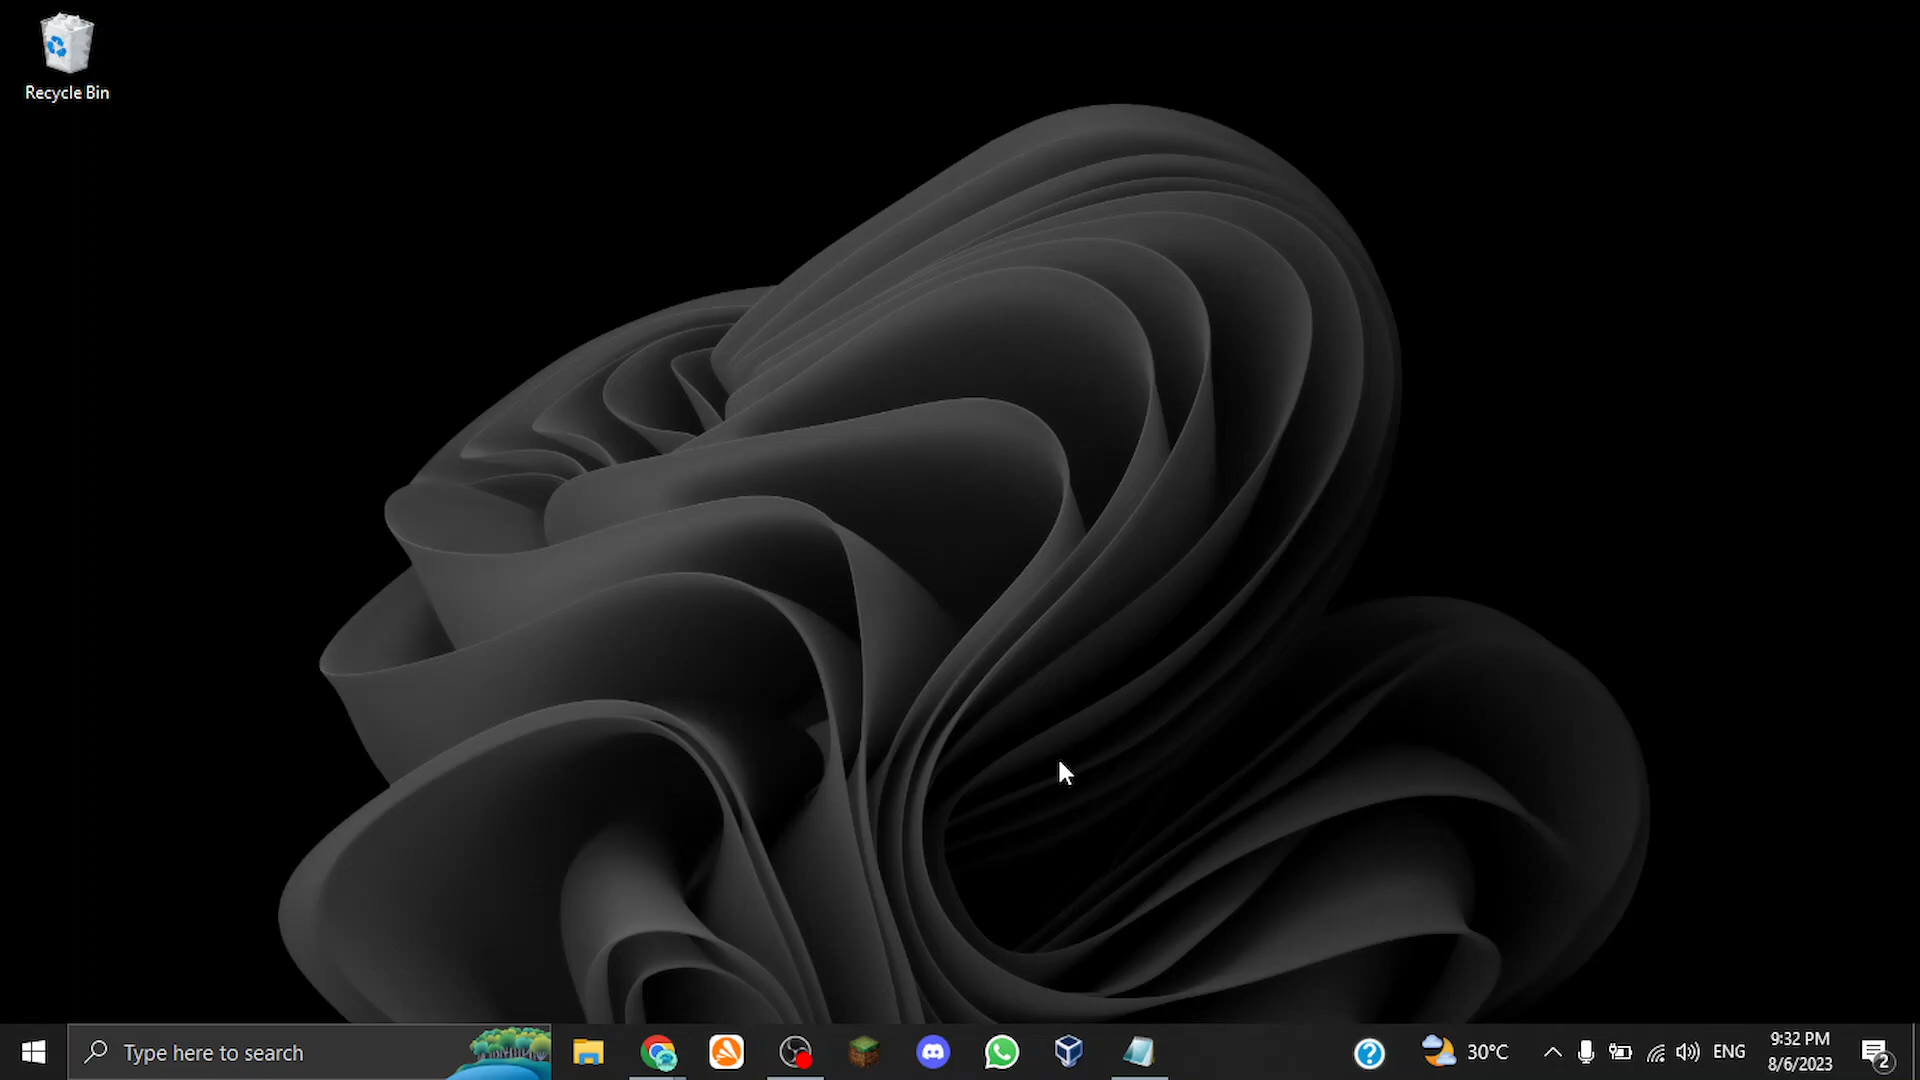 Recycle Bin
Type here to search
30°C
ENG
9:32 PM
8/6/2023
2